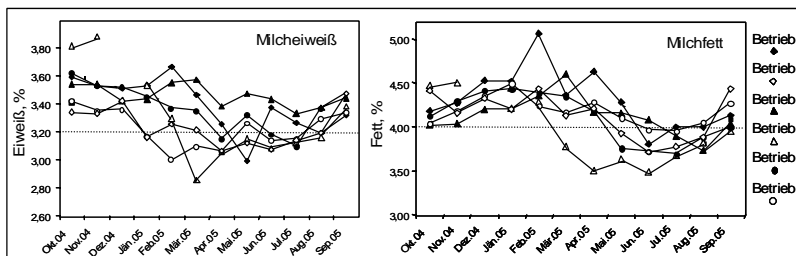 Milcheiweiß
Eiweiß, %
3,80
3,60
3,40
3,20
3,00
2,80
2,60
Okt.04
Nov.04
Dez.04
Jän.05
Feb.05
Mär.05
Apr.05
Mai.05
Jun.05
Jul.05
Aug.05
Sep.05
Milchfett
Fett, %
5,00
4,50
4,00
3,50
3,00
Okt.04
Nov.04
Dez.04
Jän.05
Feb.05
Mär.05
Apr.05
Mai.05
Jun.05
Jul.05
Aug.05
Sep.05
Betrieb
Betrieb
Betrieb
Betrieb
Betrieb
Betrieb